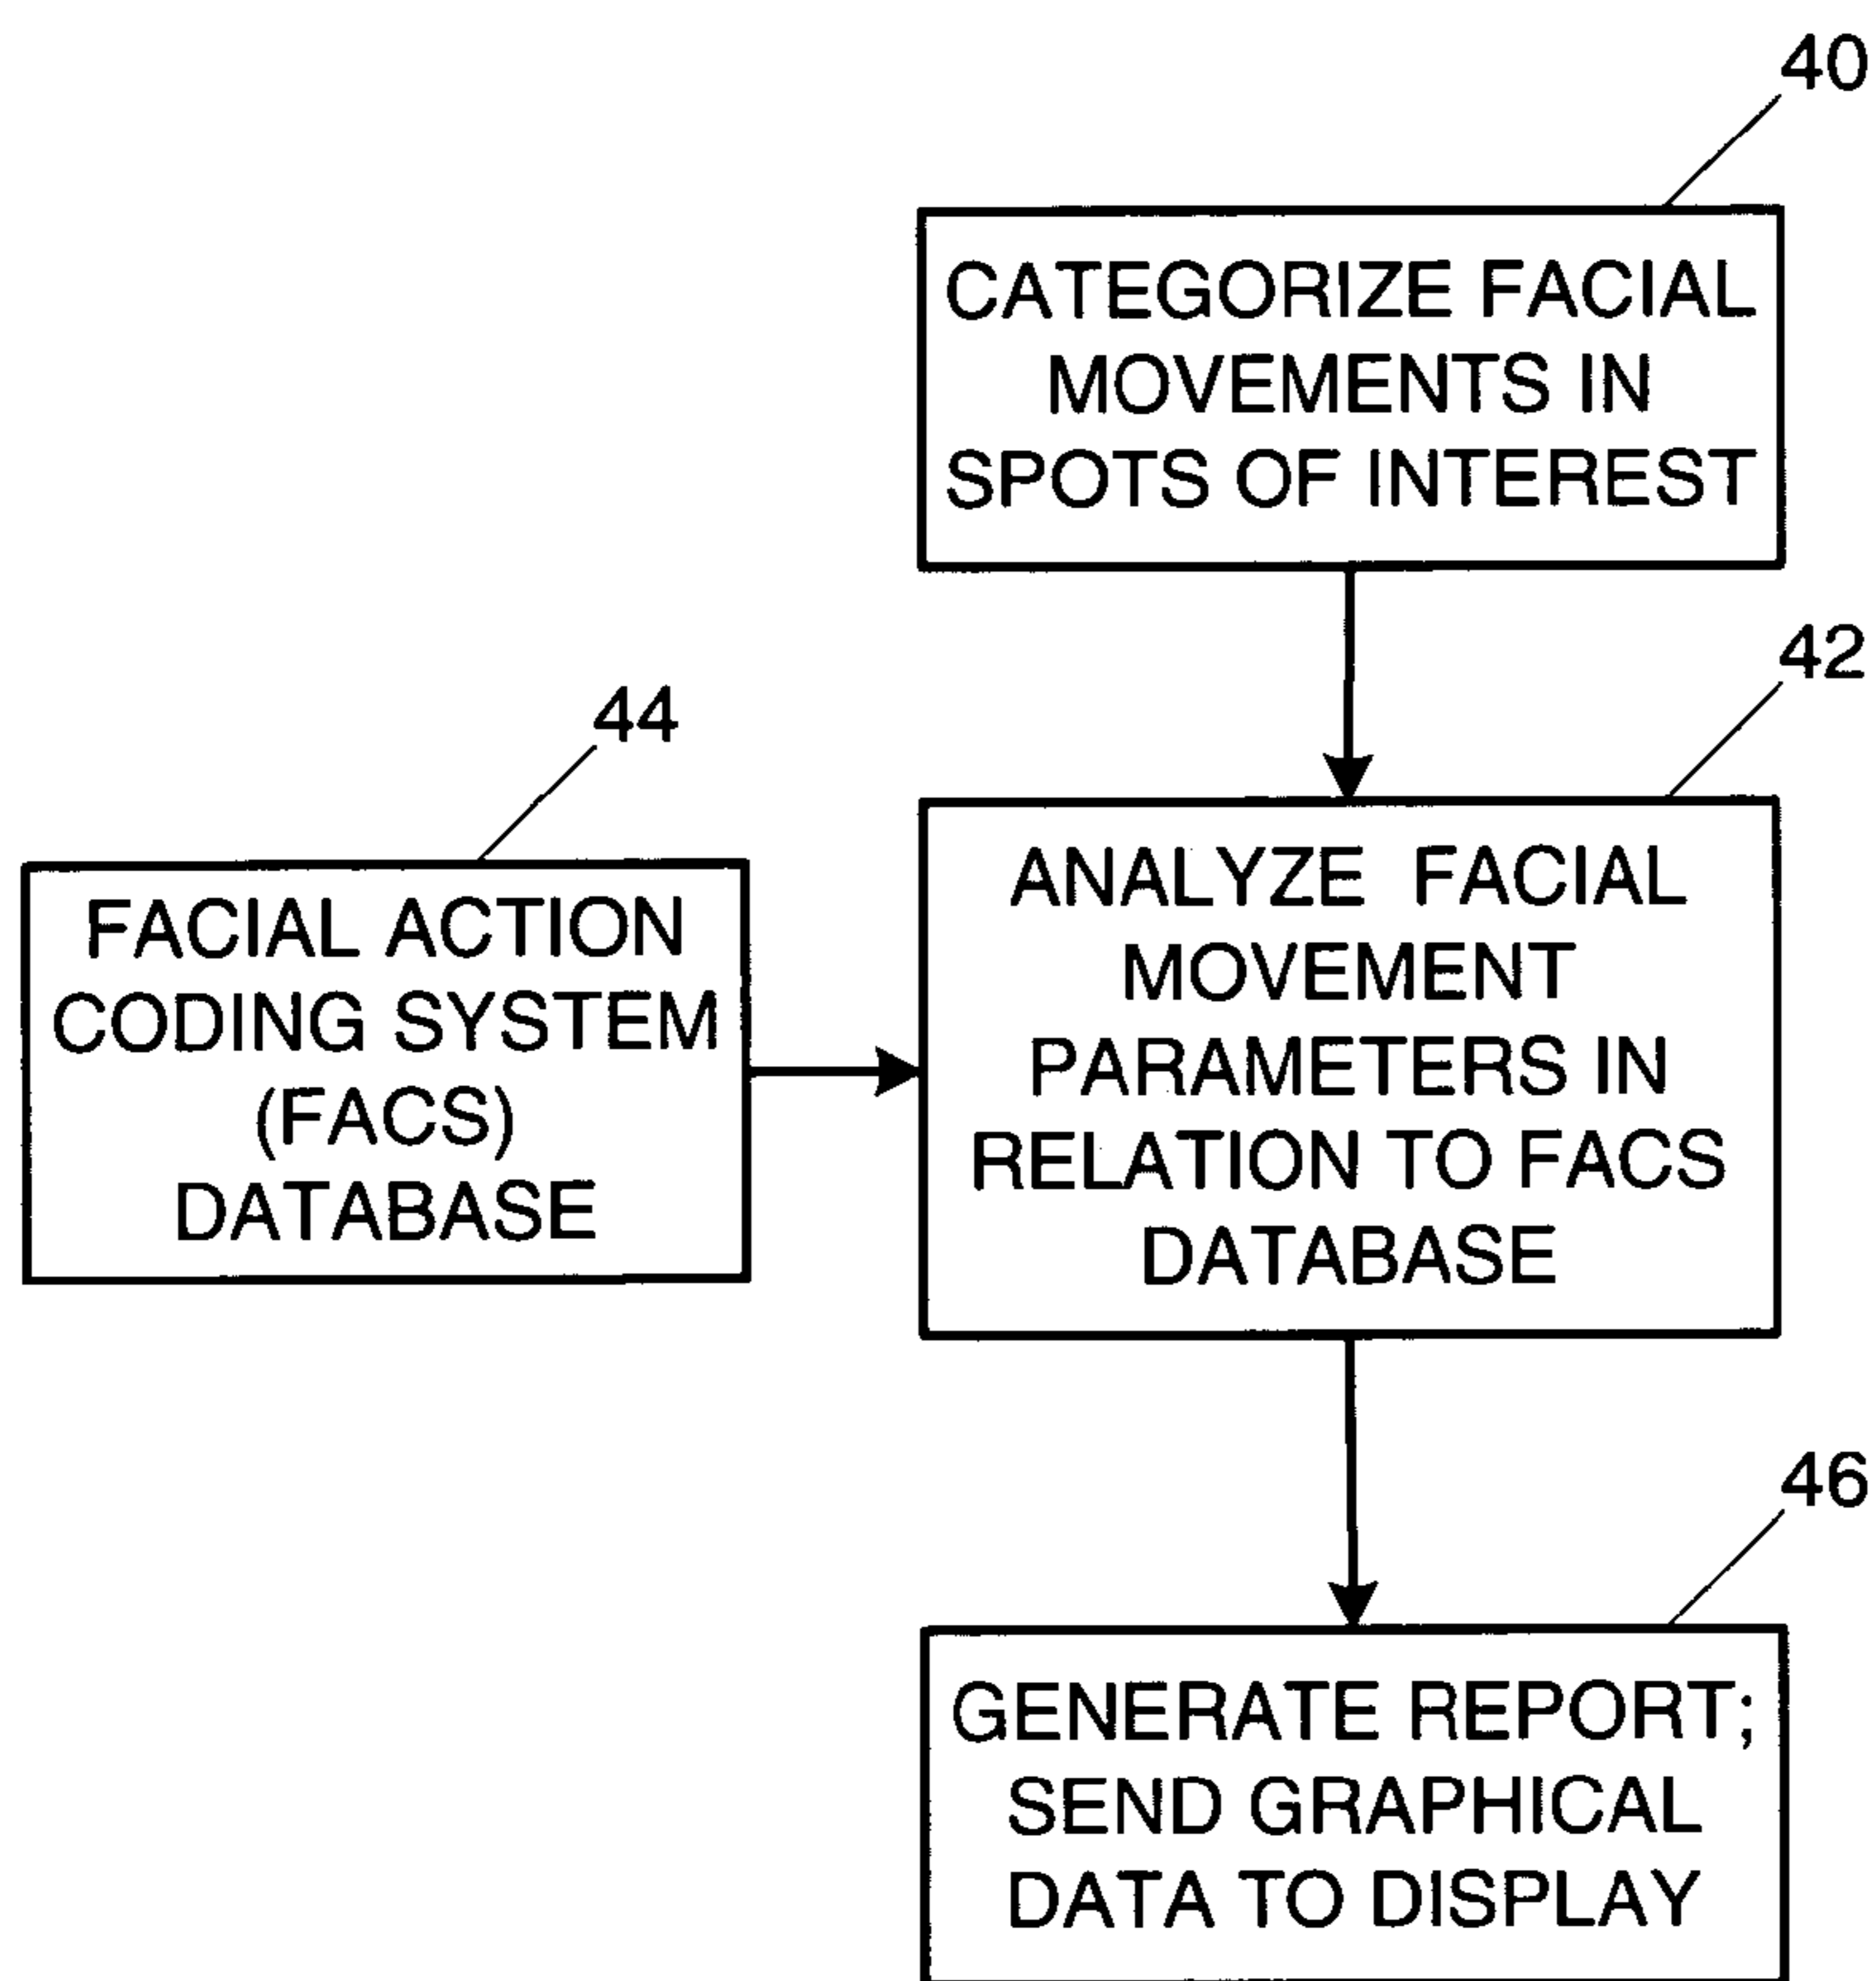 40
CATEGORIZE FACIAL
MOVEMENTS IN
SPOTS OF INTEREST
42
ANALYZE FACIAL
MOVEMENT
PARAMETERS IN
RELATION TO FACS
DATABASE
44
FACIAL ACTION
CODING SYSTEM
(FACS)
DATABASE
46
GENERATE REPORT;
SEND GRAPHICAL
DATA TO DISPLAY